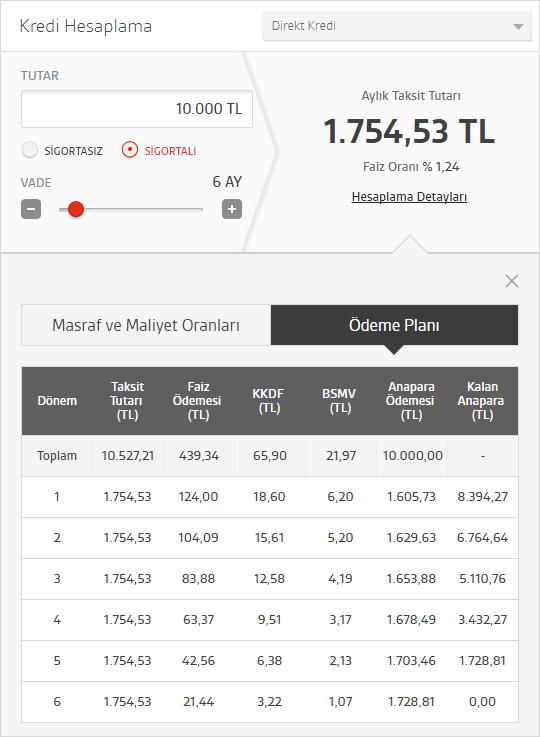 Kredi Hesaplama
Direkt Kredi
TUTAR
10.000 TL
SİGORTASIZ
SİGORTALI
VADE
6 AY
Aylık Taksit Tutarı
1.754,53 TL
Faiz Oranı % 1,24
Hesaplama Detayları
Masraf ve Maliyet Oranları
Ödeme Planı
Dönem Taksit Tutarı (TL) Faiz Ödemesi (TL) KKDF (TL) BSMV (TL) Anapara Ödemesi (TL) Kalan Anapara (TL)
Toplam 10.527,21 439,34 65,90 21,97 10.000,00 -
1 1.754,53 124,00 18,60 6,20 1.605,73 8.394,27
2 1.754,53 104,09 15,61 5,20 1.629,63 6.764,64
3 1.754,53 83,88 12,58 4,19 1.653,88 5.110,76
4 1.754,53 63,37 9,51 3,17 1.678,49 3.432,27
5 1.754,53 42,56 6,38 2,13 1.703,46 1.728,81
6 1.754,53 21,44 3,22 1,07 1.728,81 0,00